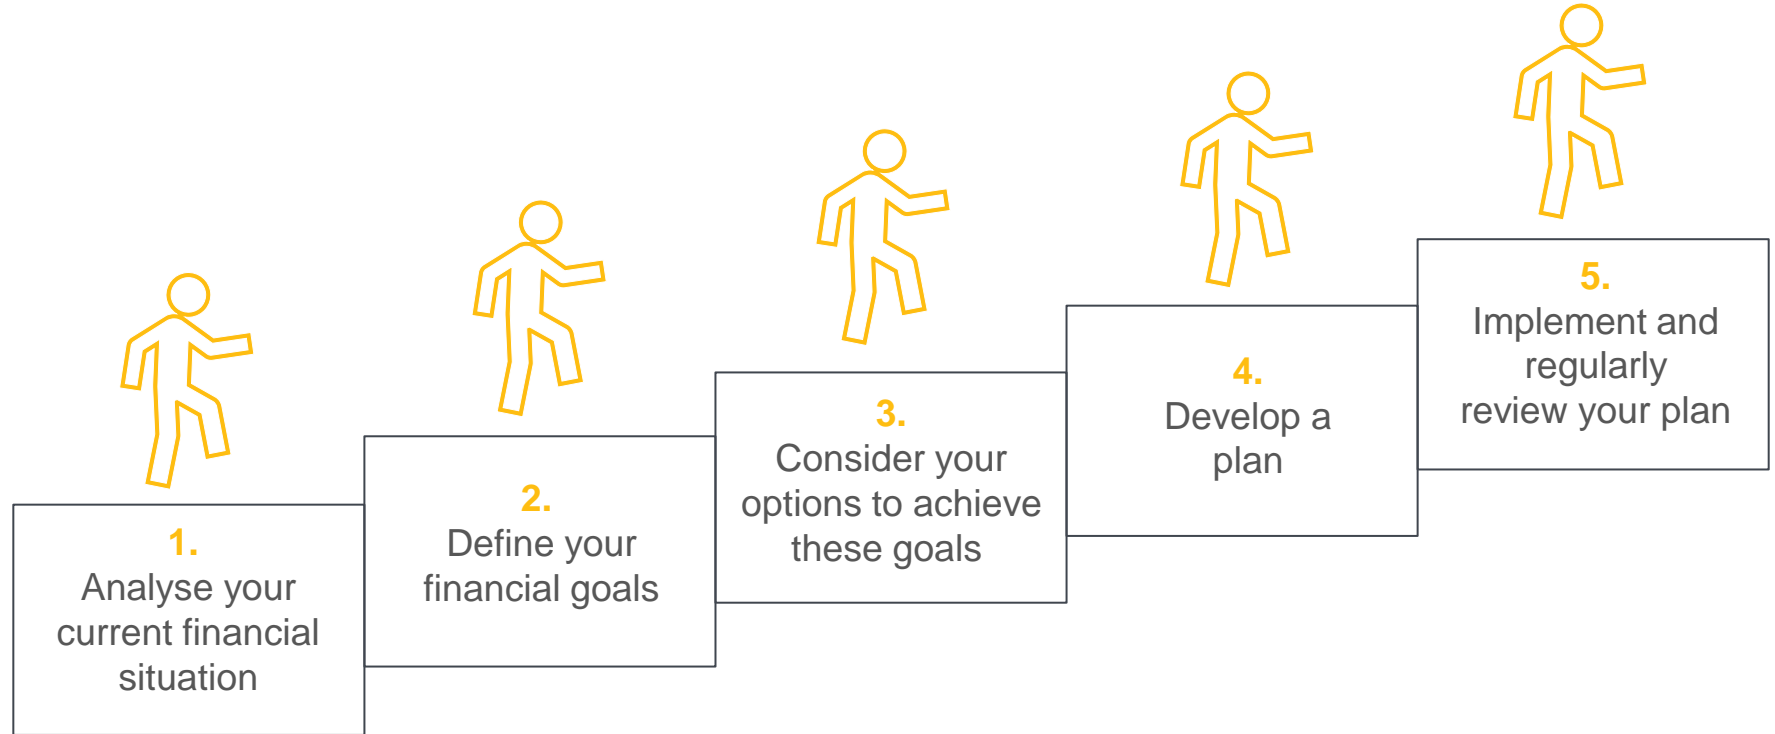 1.
Analyse your
current financial
situation
2.
Define your
financial goals
3.
Consider your
options to achieve
these goals
4.
Develop a
plan
5.
Implement and
regularly
review your plan